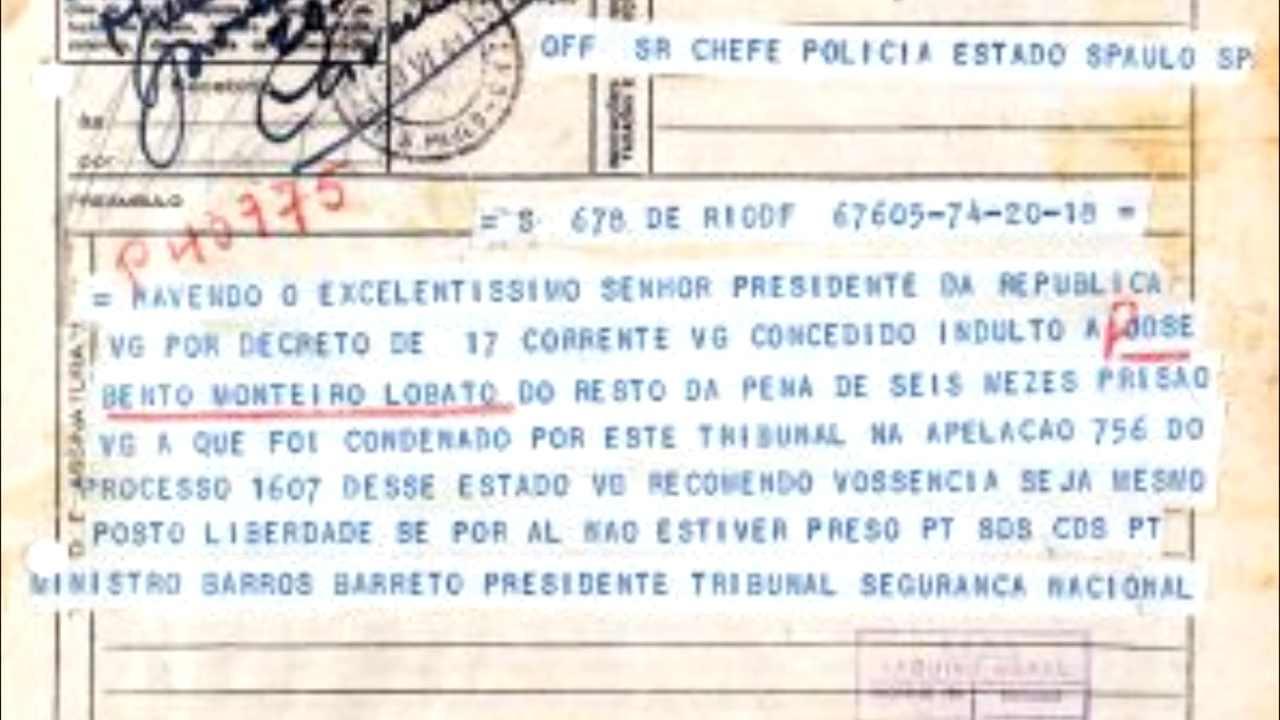 OFF SR CHEFE POLICIA ESTADO SPAULO SP
por
P 40775
= S 678 DE RIODF 67605-74-20-18 =
= HAVENDO O EXCELENTISSIMO SENHOR PRESIDENTE DA REPUBLICA
VG POR DECRETO DE 17 CORRENTE VG CONCEDIDO INDULTO A JOSE
BENTO MONTEIRO LOBATO DO RESTO DA PENA DE SEIS MEZES PRISAO
VG A QUE FOI CONDENADO POR ESTE TRIBUNAL NA APELACAO 756 DO
PROCESSO 1607 DESSE ESTADO VG RECOMENDO VOSSENCIA SEJA MESMO
POSTO LIBERDADE SE POR AL NAO ESTIVER PRESO PT SDS CDS PT
MINISTRO BARROS BARRETO PRESIDENTE TRIBUNAL SEGURANCA NACIONAL